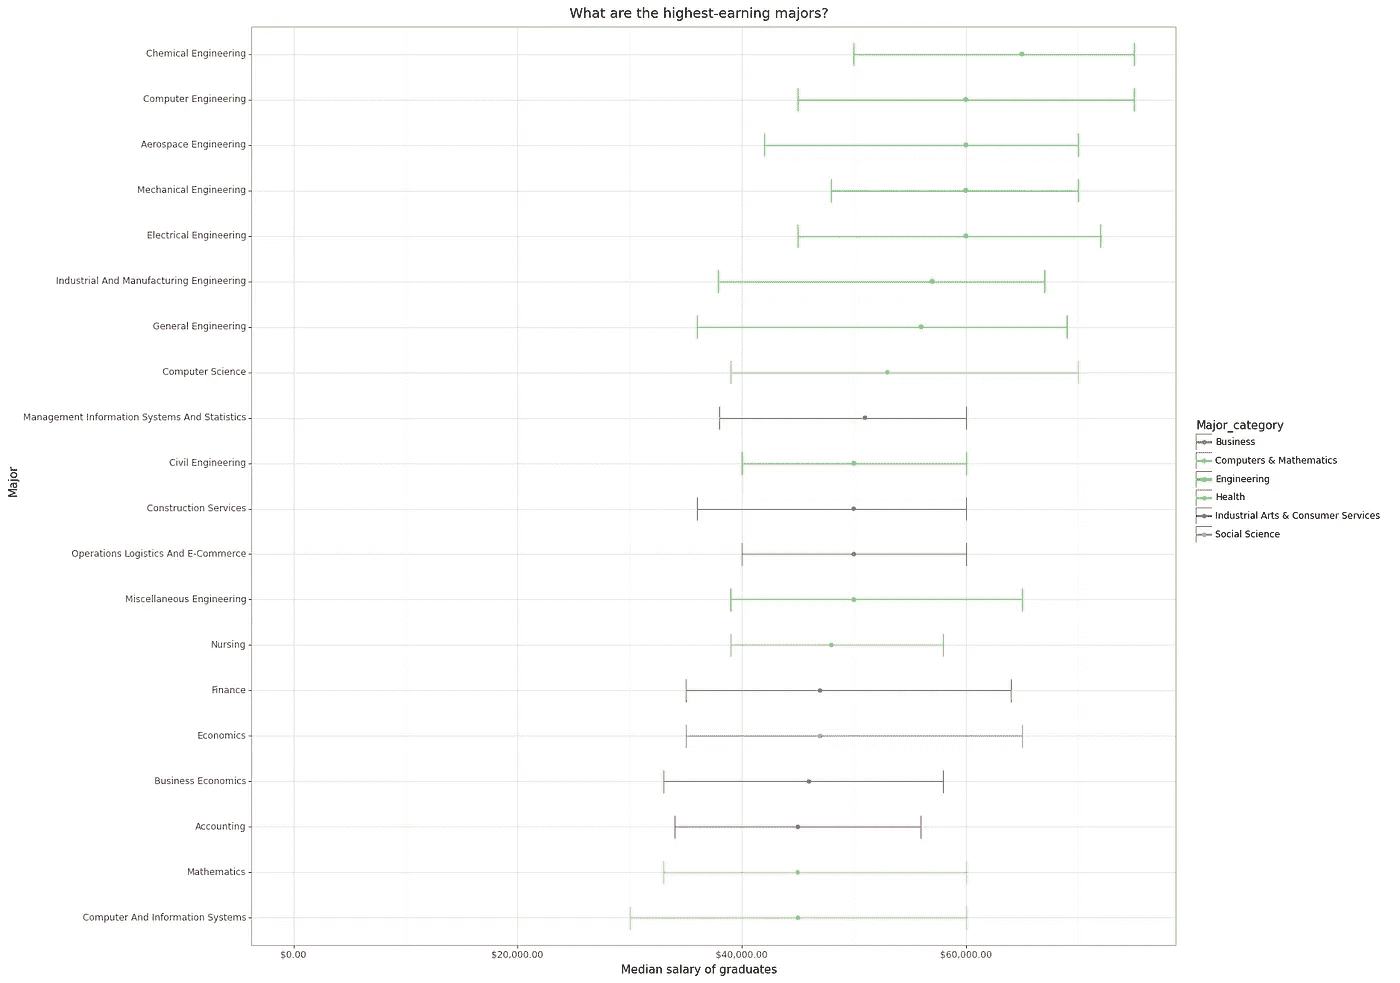 What are the highest-earning majors?
Chemical Engineering
Computer Engineering
Aerospace Engineering
Mechanical Engineering
Electrical Engineering
Industrial And Manufacturing Engineering
General Engineering
Computer Science
Management Information Systems And Statistics
Civil Engineering
Construction Services
Operations Logistics And E-Commerce
Miscellaneous Engineering
Nursing
Finance
Economics
Business Economics
Accounting
Mathematics
Computer And Information Systems
Major
$0.00
$20,000.00
$40,000.00
$60,000.00
Median salary of graduates
Major_category
Business
Computers & Mathematics
Engineering
Health
Industrial Arts & Consumer Services
Social Science